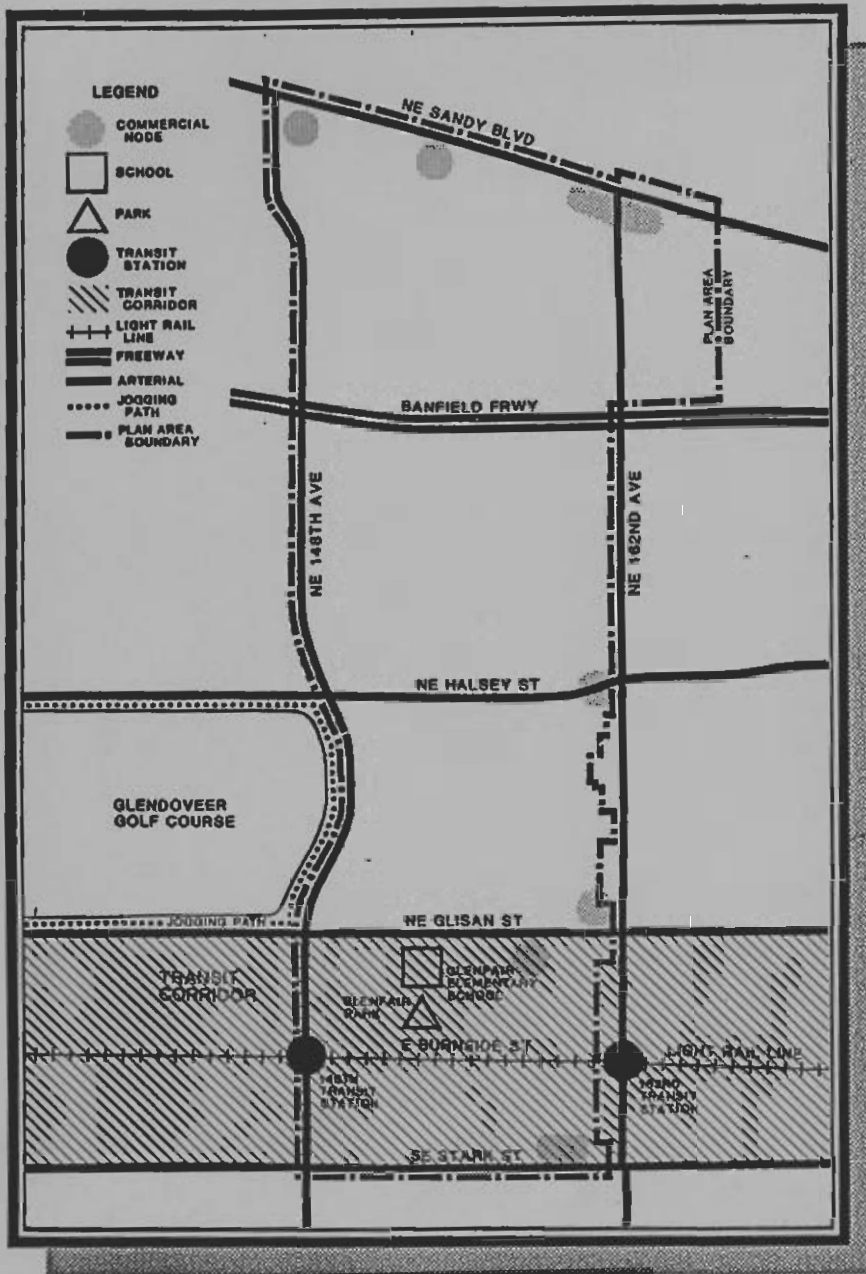 LEGEND
COMMERCIAL
NODE
SCHOOL
PARK
TRANSIT
STATION
TRANSIT
CORRIDOR
LIGHT RAIL
LINE
FREEWAY
ARTERIAL
JOGGING
PATH
PLAN AREA
BOUNDARY
NE SANDY BLVD
PLAN AREA
BOUNDARY
BANFIELD FRWY
NE 148TH AVE
NE 162ND AVE
NE HALSEY ST
GLENDOVEER
GOLF COURSE
JOGGING PATH
NE GLISAN ST
TRANSIT
CORRIDOR
GLENFAIR
ELEMENTARY
SCHOOL
GLENFAIR
PARK
E BURNSIDE ST
LIGHT RAIL LINE
148TH
TRANSIT
STATION
162ND
TRANSIT
STATION
SE STARK ST